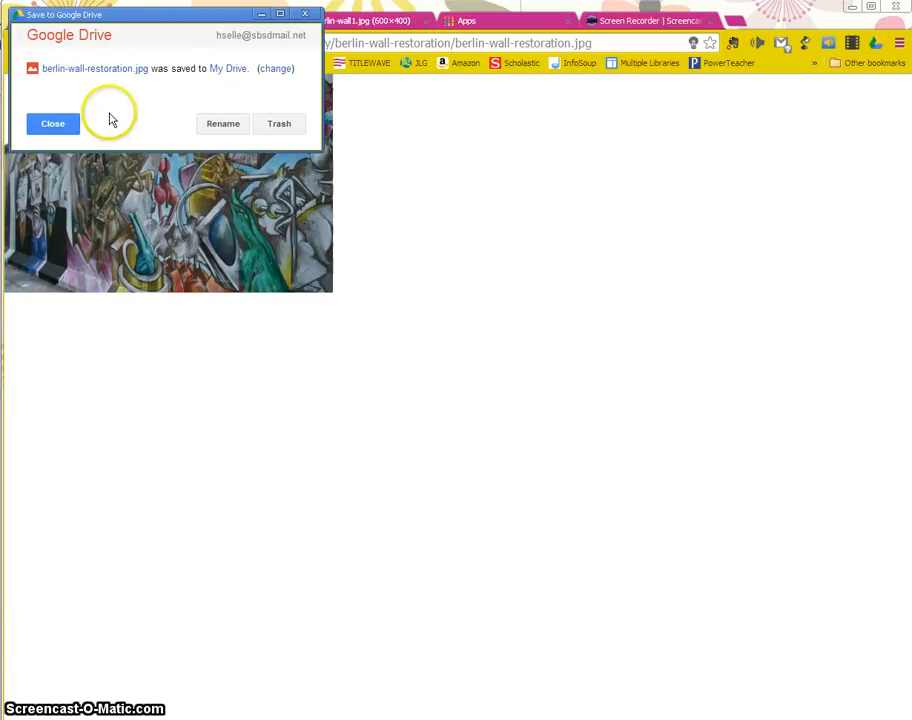 Save to Google Drive
rlin-wall1.jpg (600×400)
Apps
Screen Recorder | Screencas
Google Drive
hselle@sbsdmail.net
y/berlin-wall-restoration/berlin-wall-restoration.jpg
berlin-wall-restoration.jpg was saved to My Drive. (change)
TITLEWAVE
JLG
Amazon
Scholastic
InfoSoup
Multiple Libraries
PowerTeacher
»
Other bookmarks
Close
Rename
Trash
Screencast-O-Matic.com